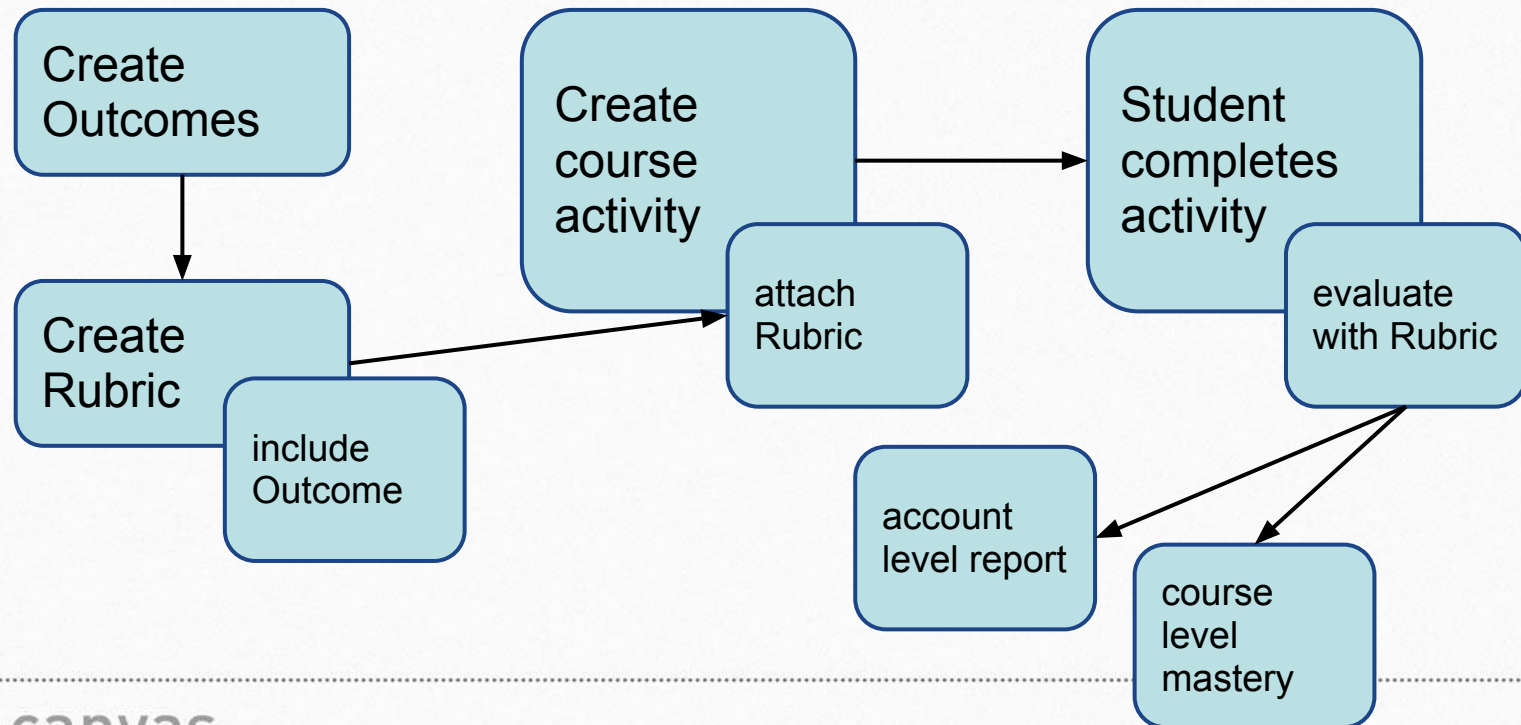 Create
Outcomes
Create
Rubric
include
Outcome
Create
course
activity
attach
Rubric
Student
completes
activity
evaluate
with Rubric
account
level report
course
level
mastery
canvas